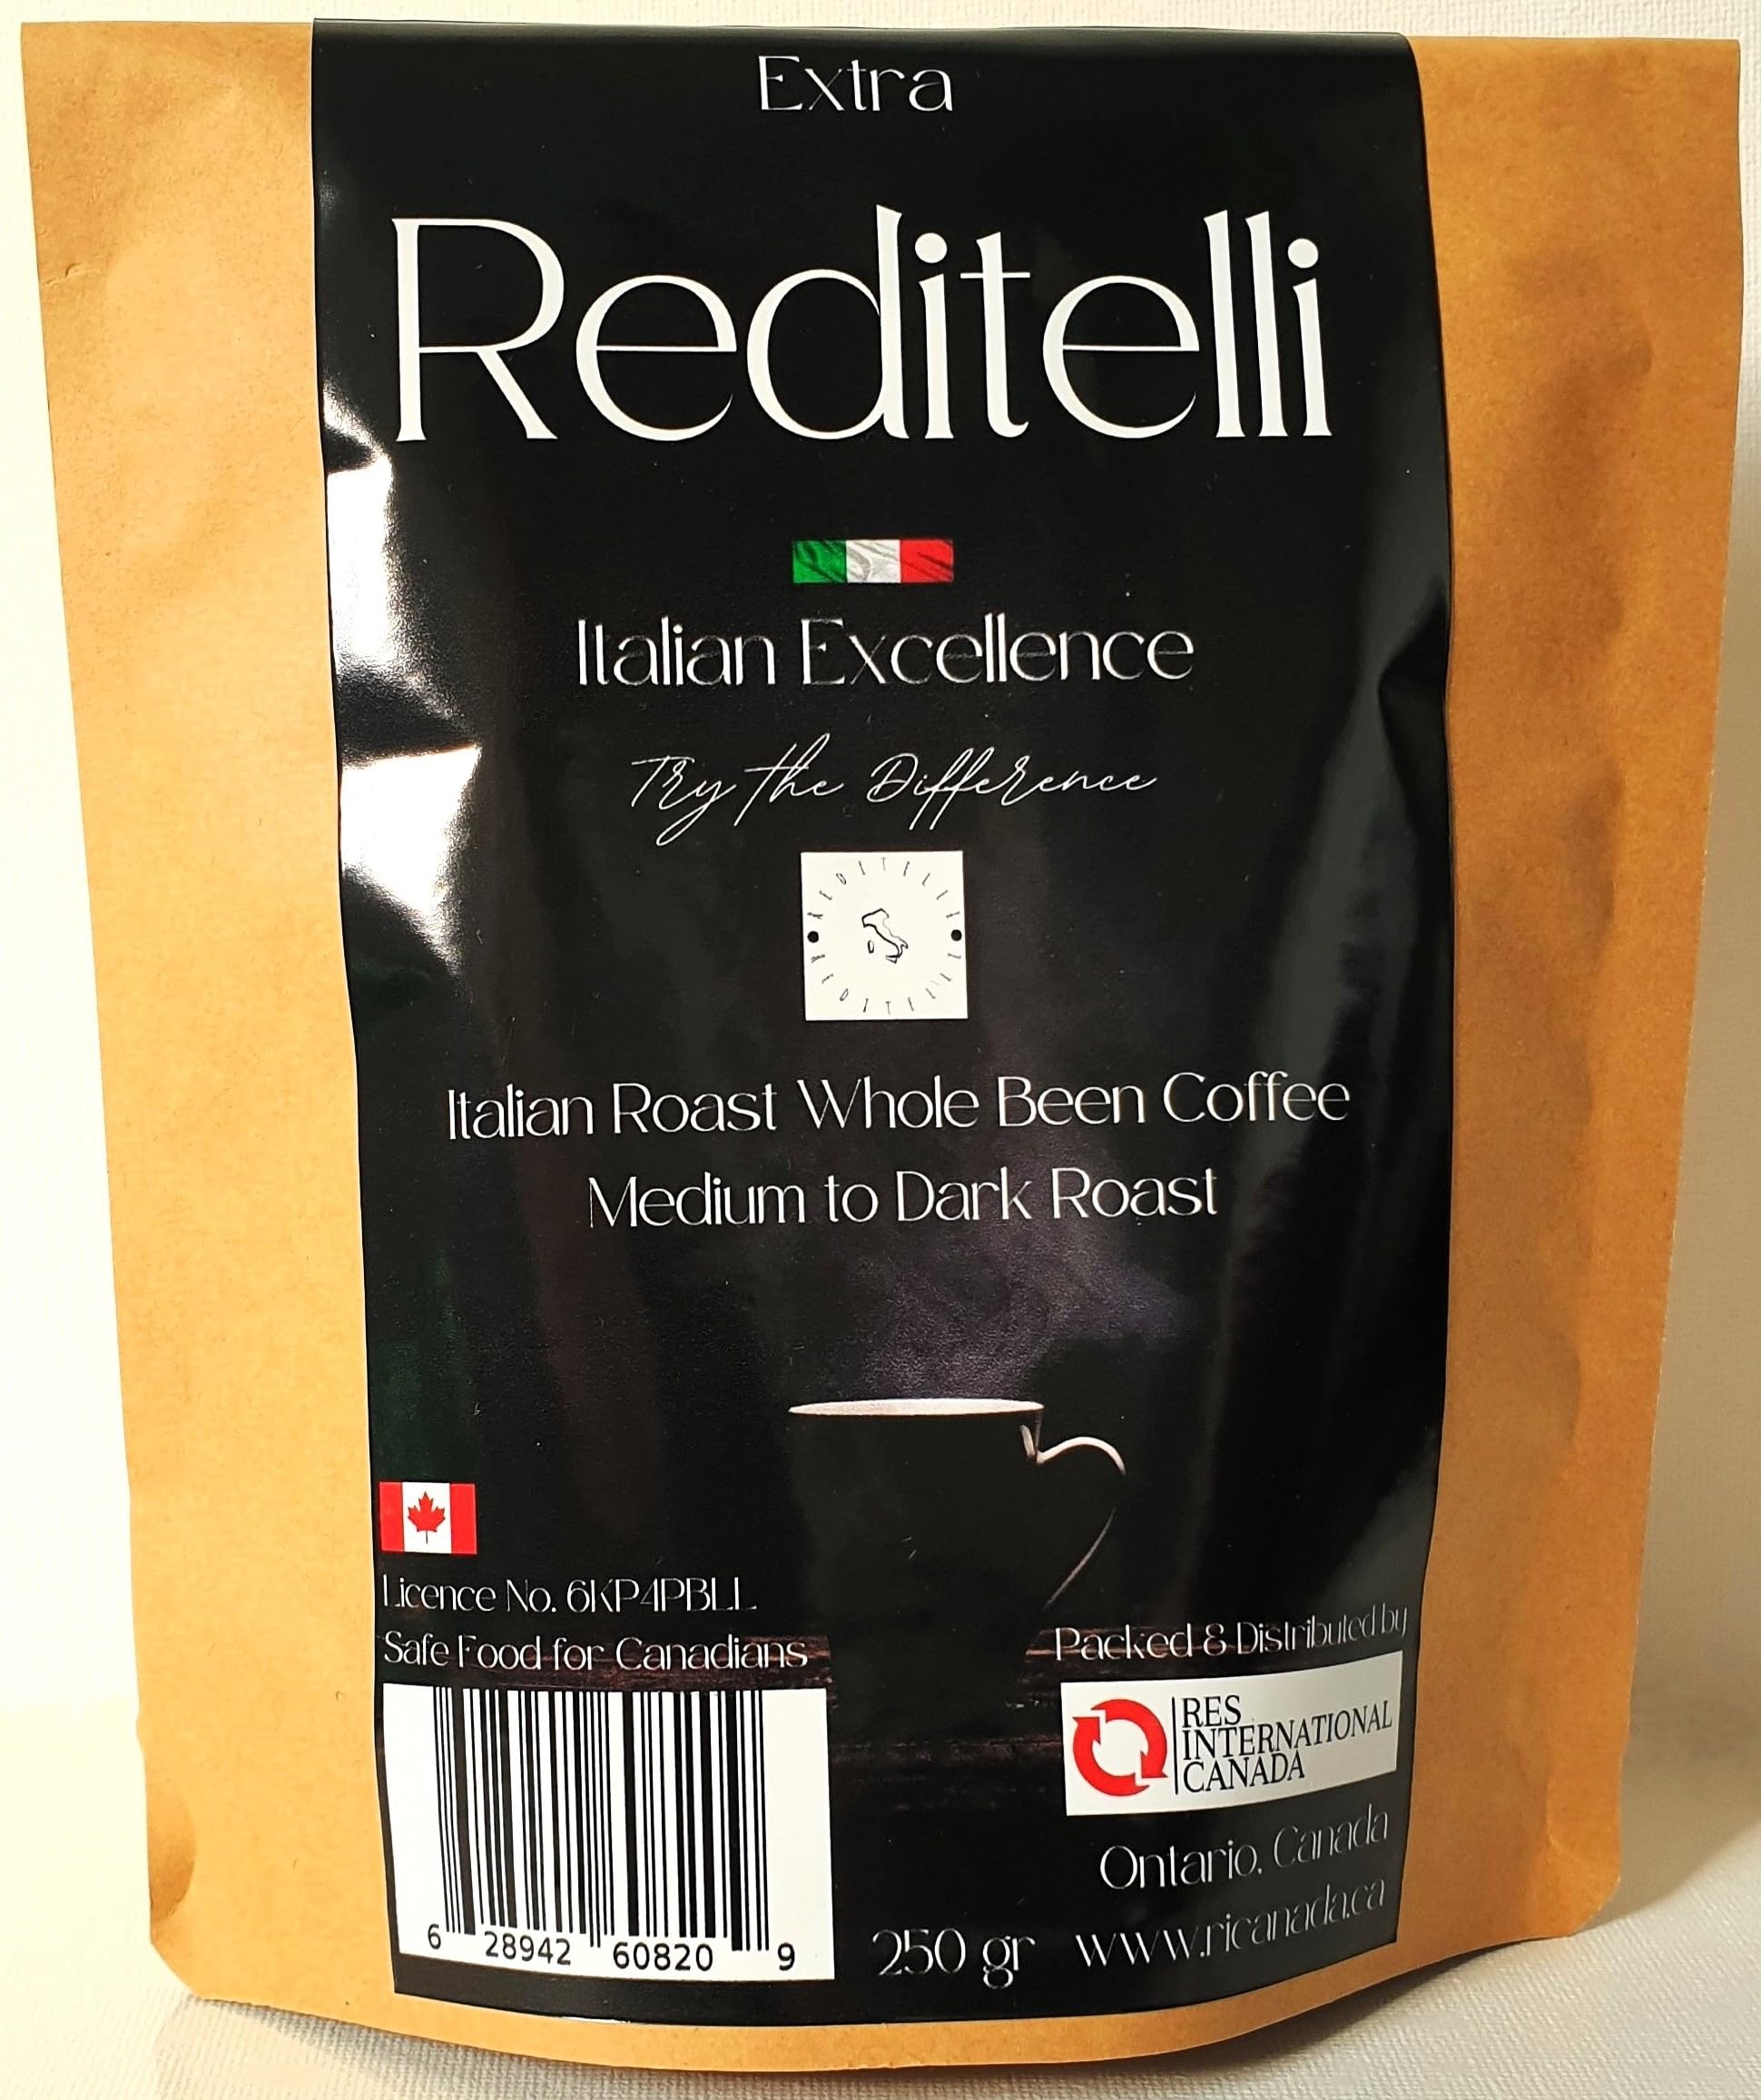 Extra
Reditelli
Italian Excellence
Try the Difference
REDITELLI
REDITELLI
Italian Roast Whole Been Coffee
Medium to Dark Roast
Licence No. 6KP4PBLL
Safe Food for Canadians
6 28942 60820 9
250 gr
Packed & Distributed by
RES
INTERNATIONAL
CANADA
Ontario, Canada
www.ricanada.ca